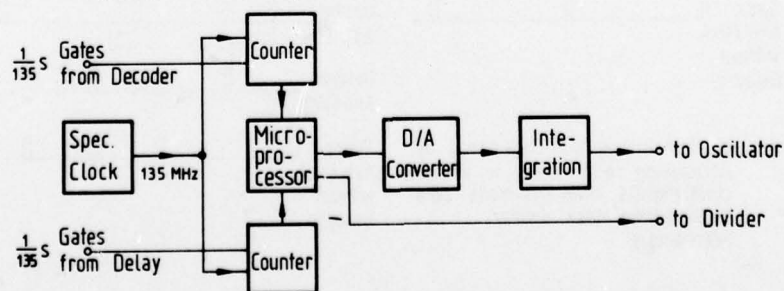 1/135 s Gates
from Decoder
Counter
Spec.
Clock
135 MHz
Micro-
pro-
cessor
D/A
Converter
Inte-
gration
to Oscillator
to Divider
1/135 s Gates
from Delay
Counter